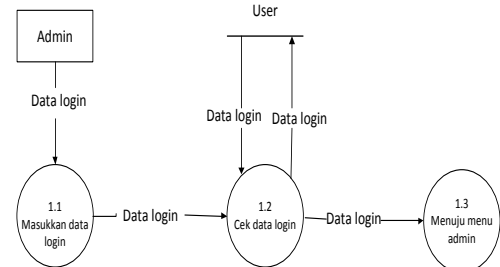 User
Admin
Data login
Data login
Data login
1.1
Masukkan data
login
Data login
1.2
Cek data login
Data login
1.3
Menuju menu
admin